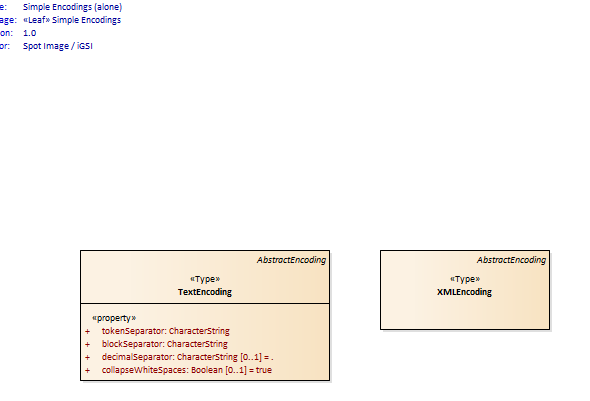 e: Simple Encodings (alone)
age: «Leaf» Simple Encodings
on: 1.0
or: Spot Image / iGSI
AbstractEncoding
«Type»
TextEncoding
«property»
+ tokenSeparator: CharacterString
+ blockSeparator: CharacterString
+ decimalSeparator: CharacterString [0..1] = .
+ collapseWhiteSpaces: Boolean [0..1] = true
AbstractEncoding
«Type»
XMLEncoding